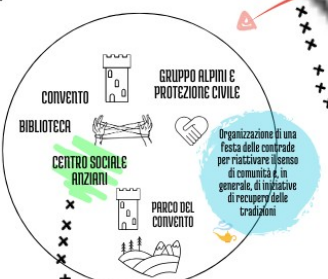 GRUPPO ALPINI E
PROTEZIONE CIVILE
CONVENTO
BIBLIOTECA
CENTRO SOCIALE
ANZIANI
Organizzazione di una
festa delle contrade
per riattivare il senso
di comunità e, in
generale, di iniziative
di recupero delle
tradizioni
PARCO DEL
CONVENTO